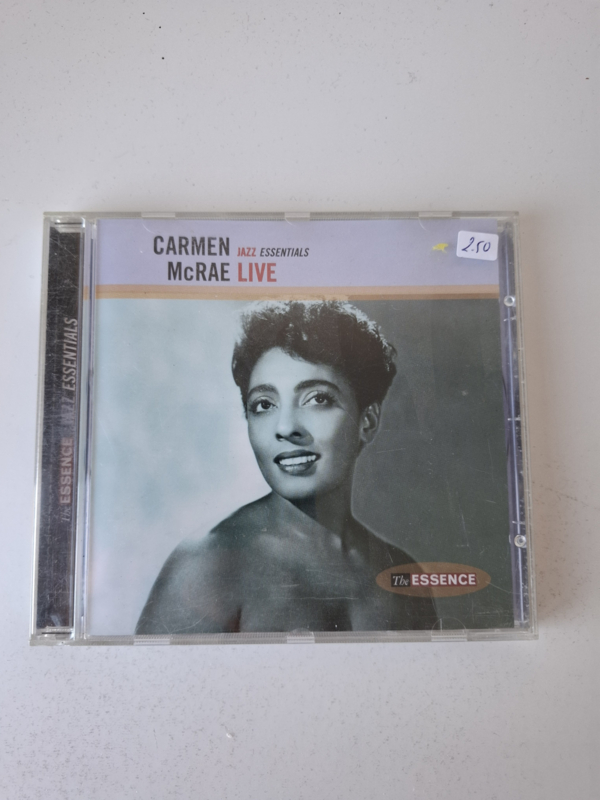 CARMEN JAZZ ESSENTIALS
McRAE LIVE
2.50
The ESSENCE
The ESSENCE JAZZ ESSENTIALS